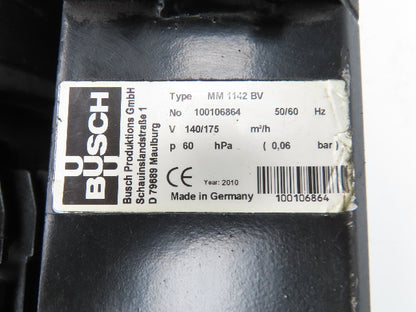 BUSCH
Busch Produktions GmbH
Schauinslandstraße 1
D 79689 Maulburg
Type MM 1142 BV
No 100106864 50/60 Hz
V 140/175 m³/h
p 60 hPa ( 0,06 bar )
CE Year: 2010
Made in Germany
100106864